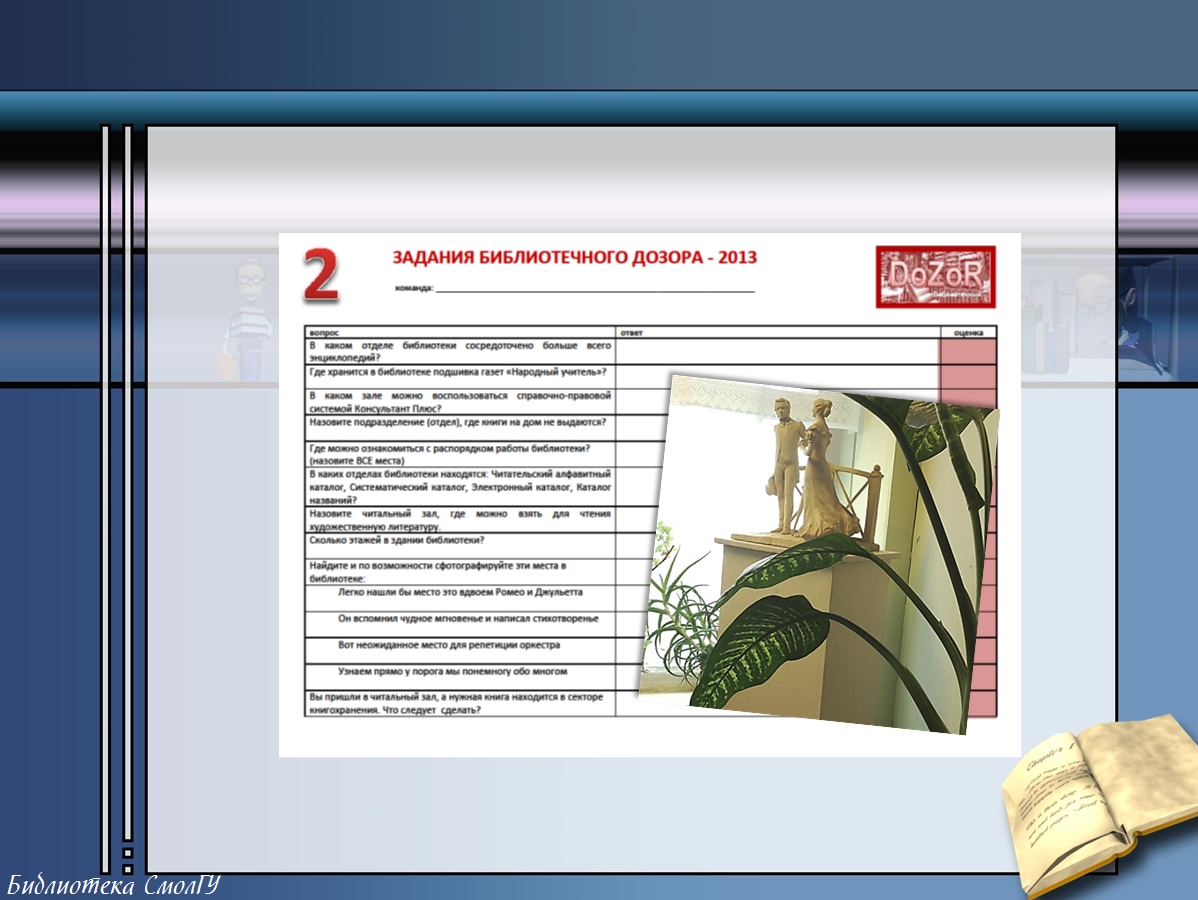 2
ЗАДАНИЯ БИБЛИОТЕЧНОГО ДОЗОРА - 2013
DoZoR
команда:
вопрос ответ оценка
В каком отделе библиотеки сосредоточено больше всего
энциклопедий?
Где хранится в библиотеке подшивка газет «Народный учитель»?
В каком зале можно воспользоваться справочно-правовой
системой Консультант Плюс?
Назовите подразделение (отдел), где книги на дом не выдаются?
Где можно ознакомиться с распорядком работы библиотеки?
(назовите ВСЕ места)
В каких отделах библиотеки находятся: Читательский алфавитный
каталог, Систематический каталог, Электронный каталог, Каталог
названий?
Назовите читальный зал, где можно взять для чтения
художественную литературу.
Сколько этажей в здании библиотеки?
Найдите и по возможности сфотографируйте эти места в
библиотеке:
Легко нашли бы место это вдвоем Ромео и Джульетта
Он вспомнил чудное мгновенье и написал стихотворенье
Вот неожиданное место для репетиции оркестра
Узнаем прямо у порога мы понемногу обо многом
Вы пришли в читальный зал, а нужная книга находится в секторе
книгохранения. Что следует сделать?
Chapter 1
Библиотека СмолГУ